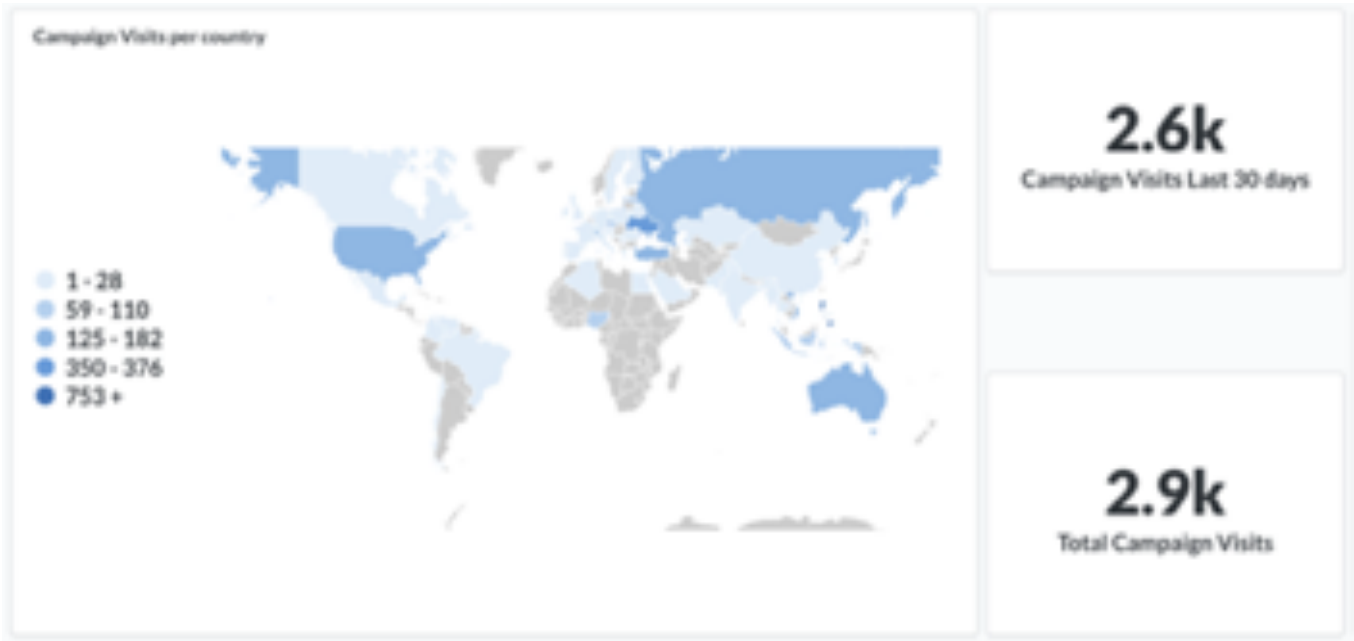 Campaign Visits per country
1 - 28
59 - 110
125 - 182
350 - 376
753 +
2.6k
Campaign Visits Last 30 days
2.9k
Total Campaign Visits